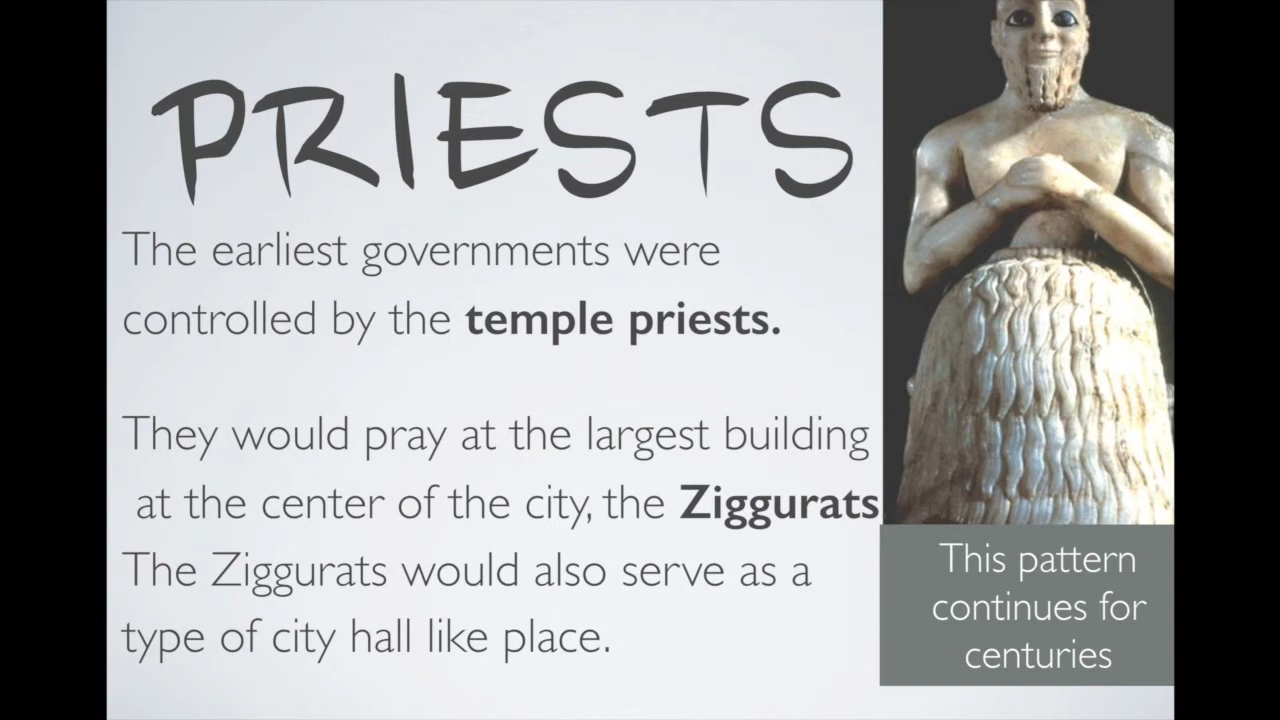 PRIESTS
The earliest governments were
controlled by the temple priests.
They would pray at the largest building
at the center of the city, the Ziggurats
The Ziggurats would also serve as a
type of city hall like place.
This pattern
continues for
centuries